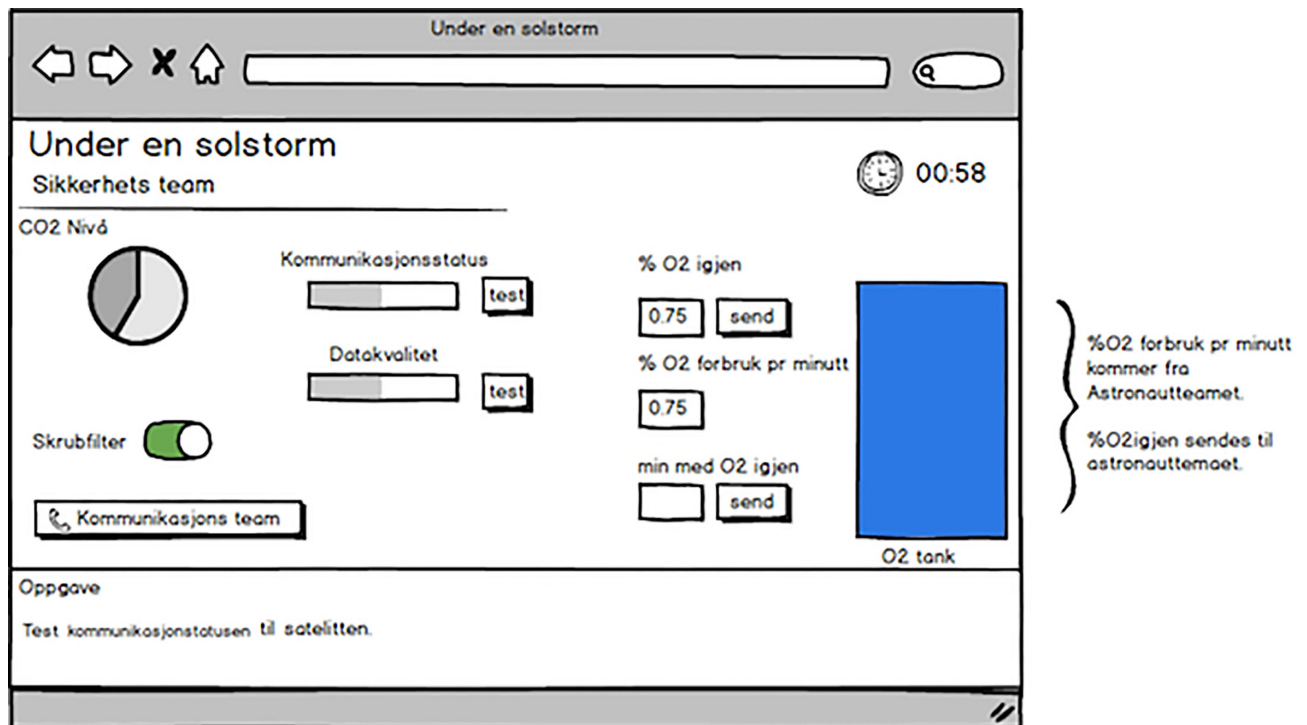 Under en solstorm
Under en solstorm
Sikkerhets team
00:58
CO2 Nivå
Kommunikasjonsstatus
test
Datakvalitet
test
Skrubfilter
Kommunikasjons team
% O2 igjen
0.75
send
% O2 forbruk pr minutt
0.75
min med O2 igjen
send
O2 tank
%O2 forbruk pr minutt
kommer fra
Astronautteamet.
%O2igjen sendes til
astronauttemaet.
Oppgave
Test kommunikasjonstatusen til satelitten.